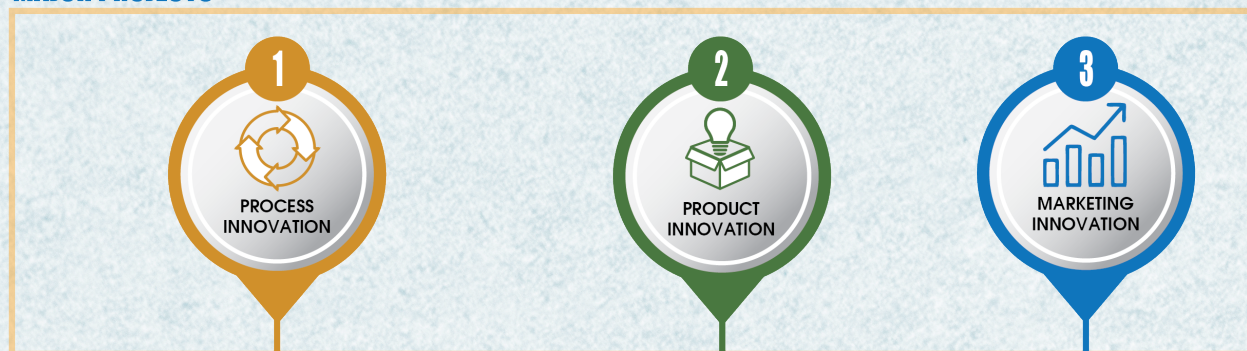 1
PROCESS
INNOVATION
2
PRODUCT
INNOVATION
3
MARKETING
INNOVATION